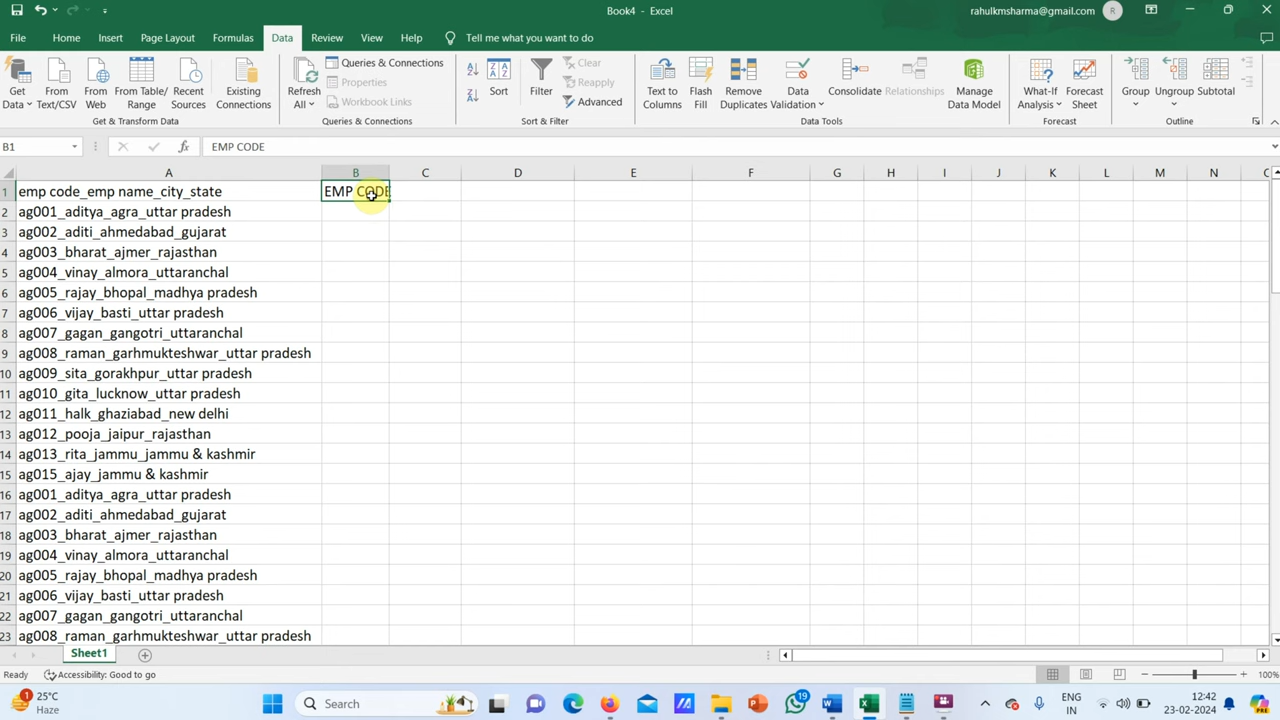 Book4 - Excel
rahulkmsharma@gmail.com
R
File Home Insert Page Layout Formulas Data Review View Help Tell me what you want to do
Get Data From Text/CSV From Web From Table/Range Recent Sources Existing Connections
Refresh All Queries & Connections Properties Workbook Links
Sort Filter Clear Reapply Advanced
Text to Columns Flash Fill Remove Duplicates Data Validation Consolidate Relationships Manage Data Model
What-If Analysis Forecast Sheet Group Ungroup Subtotal
Get & Transform Data Queries & Connections Sort & Filter Data Tools Forecast Outline
B1 fx EMP CODE
A B C D E F G H I J K L M N O
1 emp code_emp name_city_state EMP CODE
2 ag001_aditya_agra_uttar pradesh
3 ag002_aditi_ahmedabad_gujarat
4 ag003_bharat_ajmer_rajasthan
5 ag004_vinay_almora_uttaranchal
6 ag005_rajay_bhopal_madhya pradesh
7 ag006_vijay_basti_uttar pradesh
8 ag007_gagan_gangotri_uttaranchal
9 ag008_raman_garhmukteshwar_uttar pradesh
10 ag009_sita_gorakhpur_uttar pradesh
11 ag010_gita_lucknow_uttar pradesh
12 ag011_halk_ghaziabad_new delhi
13 ag012_pooja_jaipur_rajasthan
14 ag013_rita_jammu_jammu & kashmir
15 ag015_ajay_jammu & kashmir
16 ag001_aditya_agra_uttar pradesh
17 ag002_aditi_ahmedabad_gujarat
18 ag003_bharat_ajmer_rajasthan
19 ag004_vinay_almora_uttaranchal
20 ag005_rajay_bhopal_madhya pradesh
21 ag006_vijay_basti_uttar pradesh
22 ag007_gagan_gangotri_uttaranchal
23 ag008_raman_garhmukteshwar_uttar pradesh
Sheet1
Ready Accessibility: Good to go 100%
25°C
Haze
Search
19
ENG
IN
12:42
23-02-2024